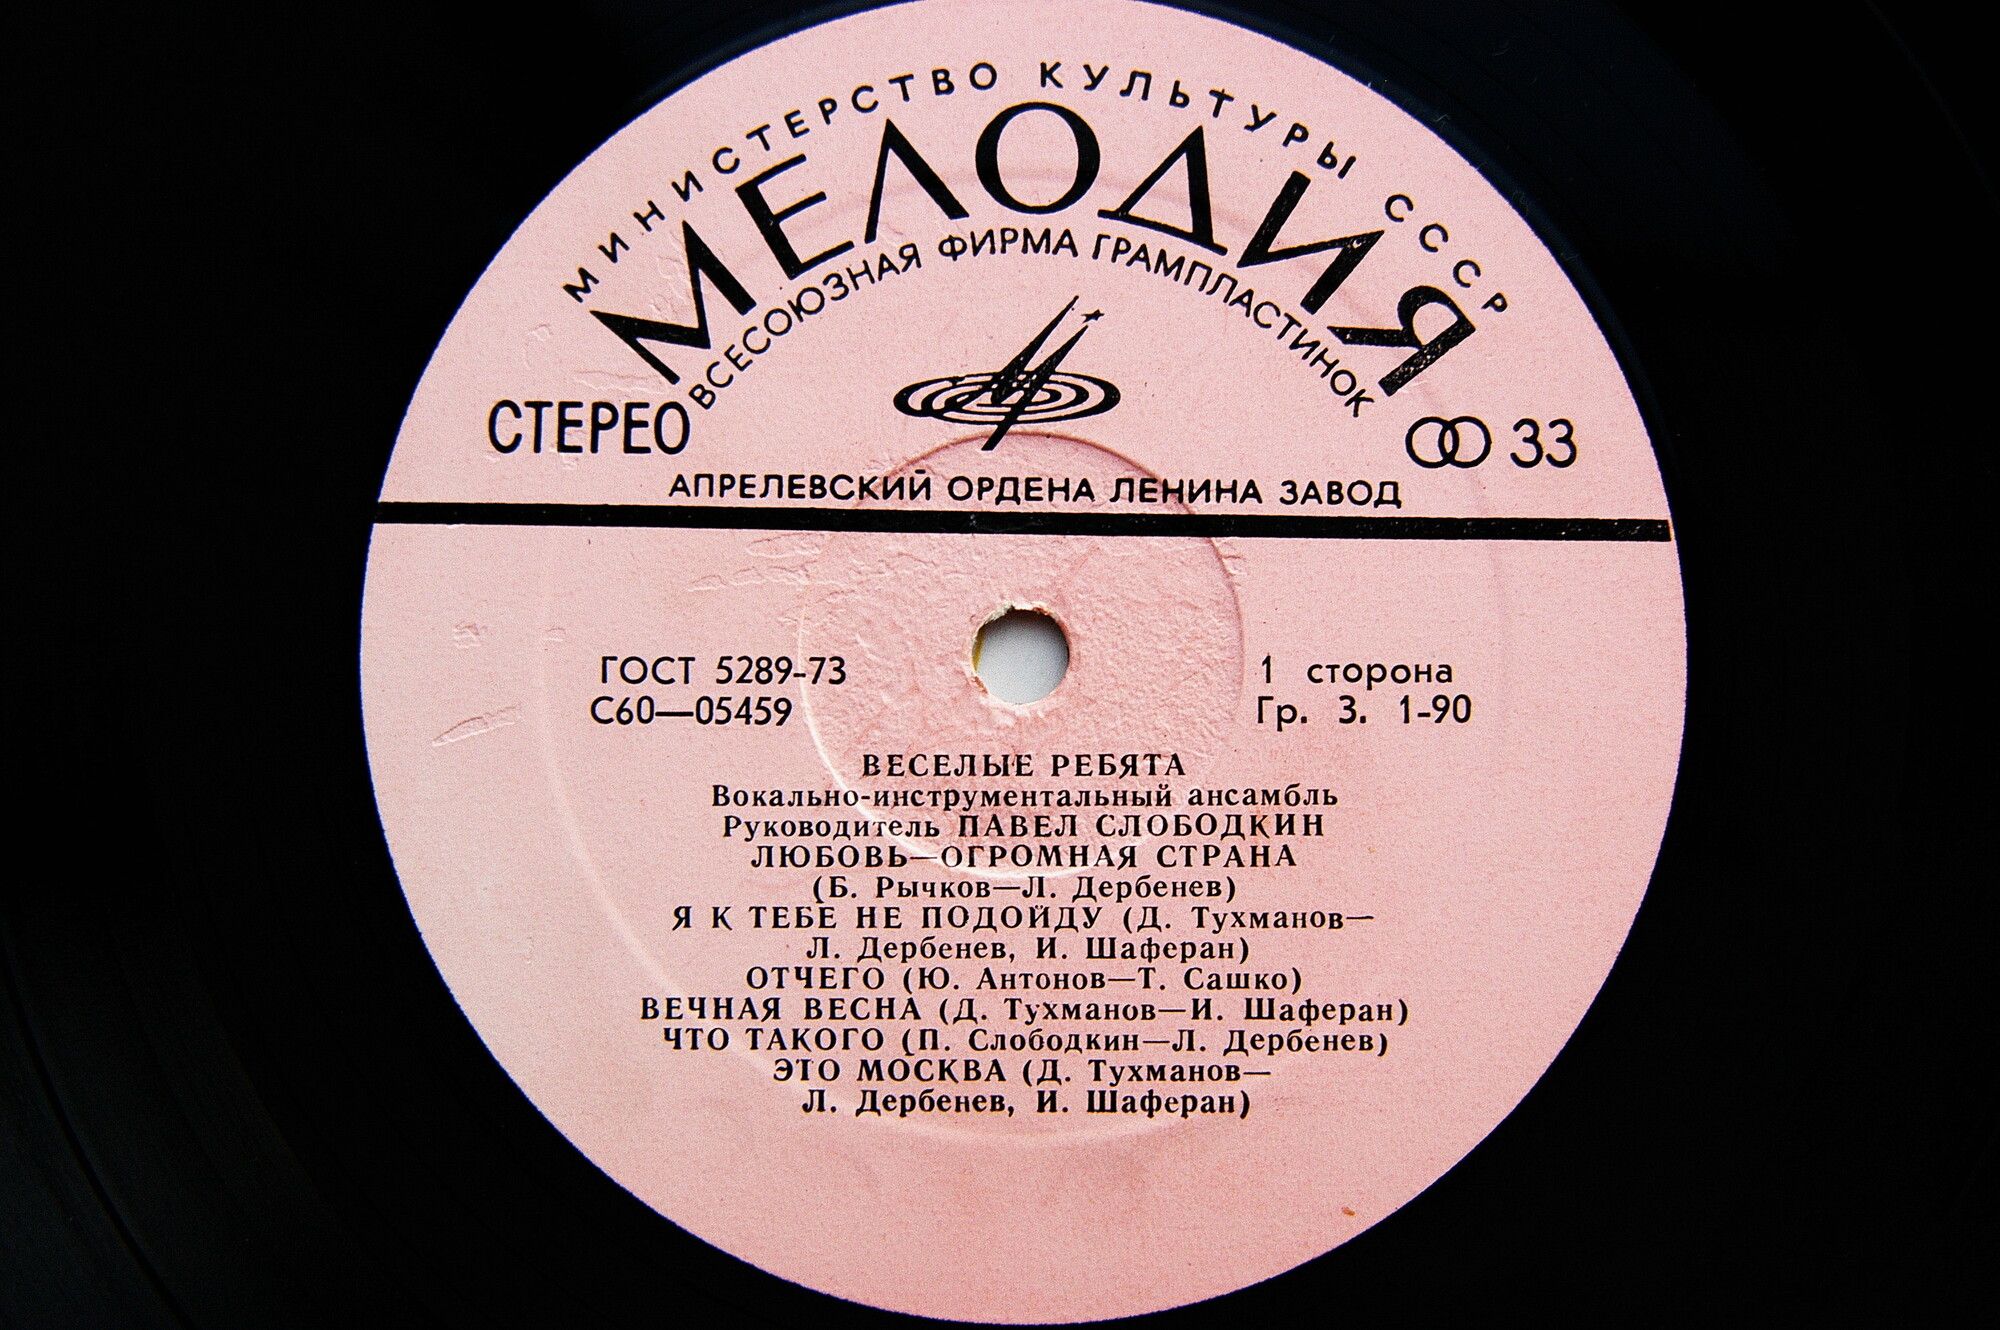 МИНИСТЕРСТВО КУЛЬТУРЫ СССР
МЕЛОДИЯ
ВСЕСОЮЗНАЯ ФИРМА ГРАМПЛАСТИНОК
СТЕРЕО
33
АПРЕЛЕВСКИЙ ОРДЕНА ЛЕНИНА ЗАВОД
ГОСТ 5289-73
1 сторона
С60—05459
Гр. 3. 1-90
ВЕСЕЛЫЕ РЕБЯТА
Вокально-инструментальный ансамбль
Руководитель ПАВЕЛ СЛОБОДКИН
ЛЮБОВЬ—ОГРОМНАЯ СТРАНА
(Б. Рычков—Л. Дербенев)
Я К ТЕБЕ НЕ ПОДОЙДУ (Д. Тухманов—
Л. Дербенев, И. Шаферан)
ОТЧЕГО (Ю. Антонов—Т. Сашко)
ВЕЧНАЯ ВЕСНА (Д. Тухманов—И. Шаферан)
ЧТО ТАКОГО (П. Слободкин—Л. Дербенев)
ЭТО МОСКВА (Д. Тухманов—
Л. Дербенев, И. Шаферан)